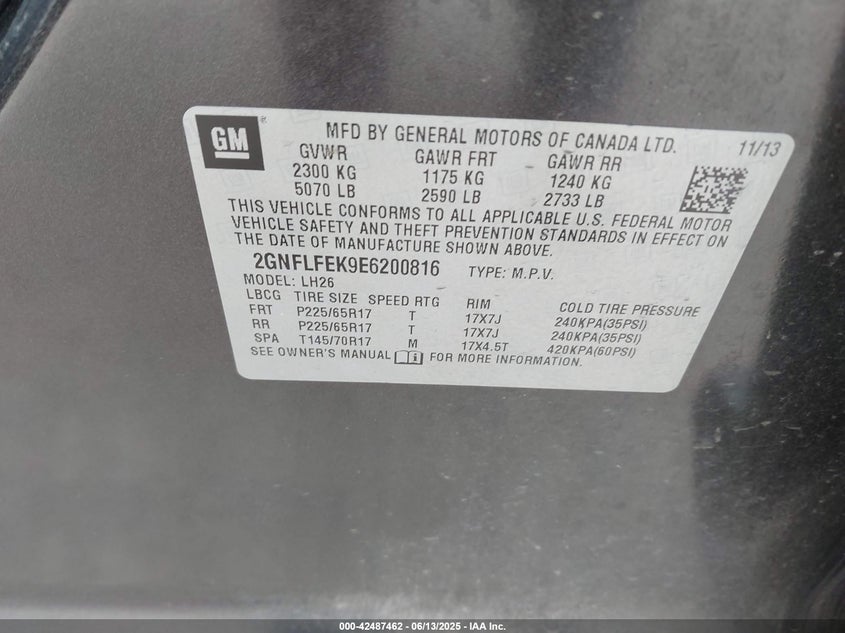 GM
MFD BY GENERAL MOTORS OF CANADA LTD. 11/13
GVWR GAWR FRT GAWR RR
2300 KG 1175 KG 1240 KG
5070 LB 2590 LB 2733 LB
THIS VEHICLE CONFORMS TO ALL APPLICABLE U.S. FEDERAL MOTOR
VEHICLE SAFETY AND THEFT PREVENTION STANDARDS IN EFFECT ON
THE DATE OF MANUFACTURE SHOWN ABOVE.
2GNFLFEK9E6200816 TYPE: M.P.V.
MODEL: LH26
LBCG TIRE SIZE SPEED RTG RIM COLD TIRE PRESSURE
FRT P225/65R17 T 17X7J 240KPA(35PSI)
RR P225/65R17 T 17X7J 240KPA(35PSI)
SPA T145/70R17 M 17X4.5T 420KPA(60PSI)
SEE OWNER'S MANUAL FOR MORE INFORMATION.
000-42487462 - 06/13/2025 - IAA Inc.